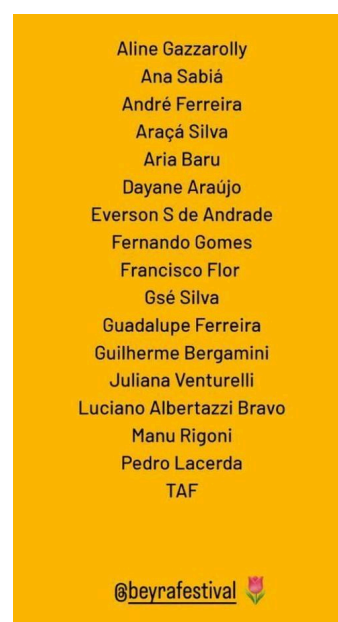 Aline Gazzarolly
Ana Sabiá
André Ferreira
Araçá Silva
Aria Baru
Dayane Araújo
Everson S de Andrade
Fernando Gomes
Francisco Flor
Gsé Silva
Guadalupe Ferreira
Guilherme Bergamini
Juliana Venturelli
Luciano Albertazzi Bravo
Manu Rigoni
Pedro Lacerda
TAF
@beyrafestival 🌷